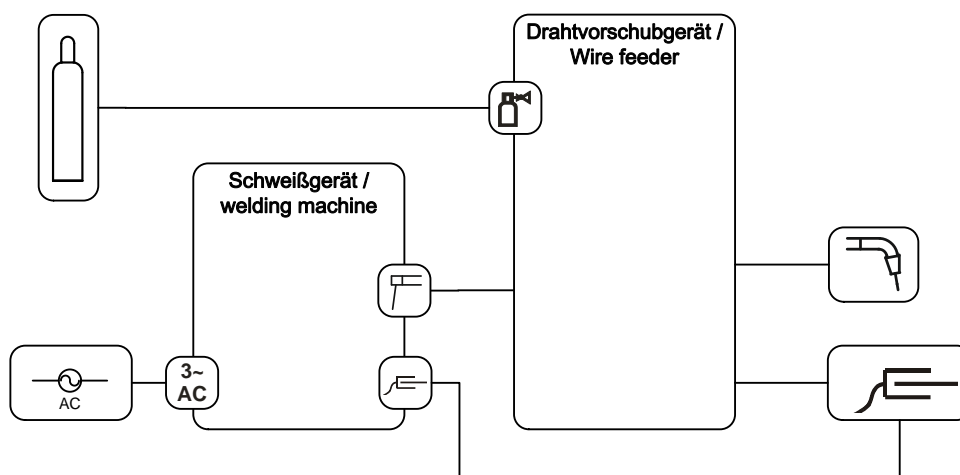 Drahtvorschubgerät /
Wire feeder
Schweißgerät /
welding machine
3~
AC
AC